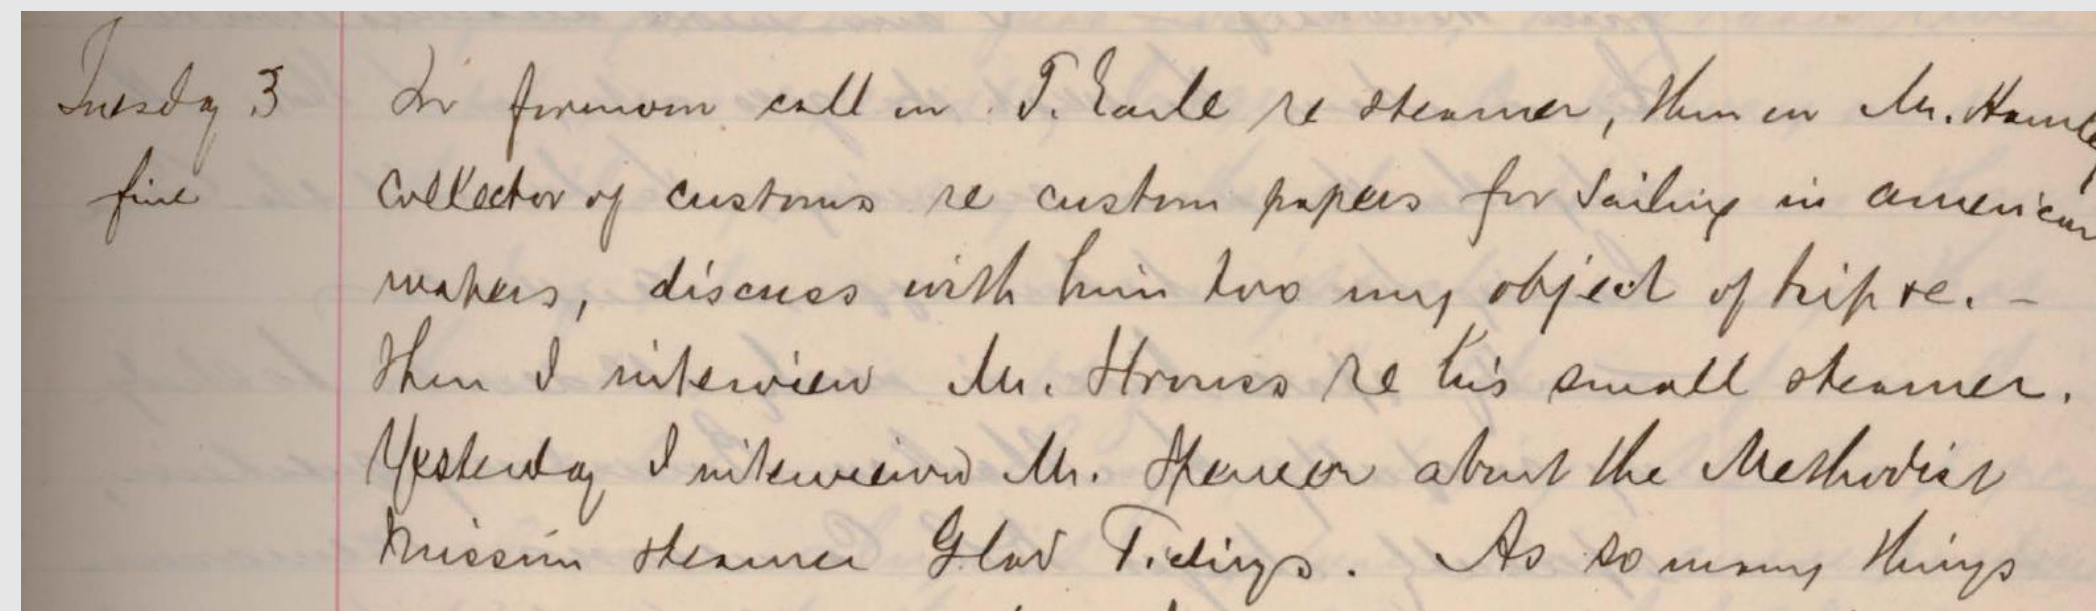 Tuesday 3 In forenoon call on T. Earle re steamer, then on Mr. Hamley
fine collector of customs re custom papers for sailing in american
waters, discuss with him too my object of trip re. -
Then I interview Mr. Strouss re his small steamer.
Yesterday I interviewed Mr. Spencer about the Methodist
mission steamer Glad Tidings. As so many things